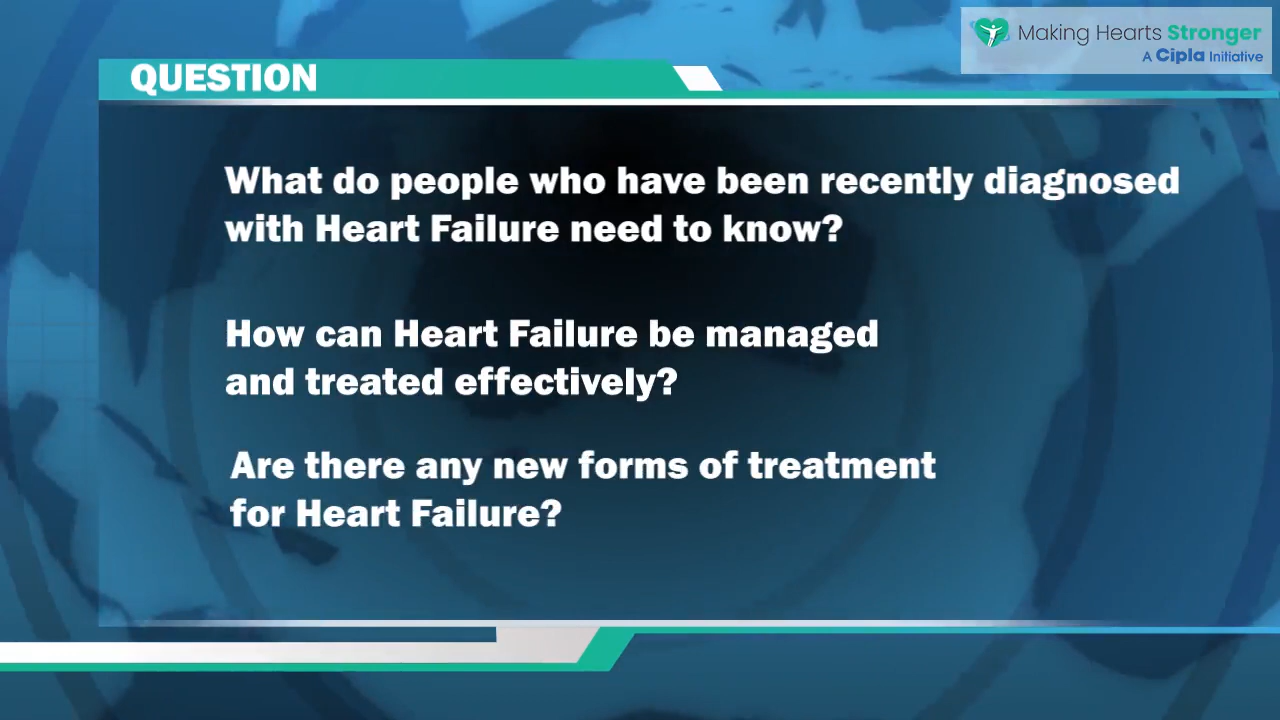 Making Hearts Stronger
A Cipla Initiative
QUESTION
What do people who have been recently diagnosed
with Heart Failure need to know?
How can Heart Failure be managed
and treated effectively?
Are there any new forms of treatment
for Heart Failure?